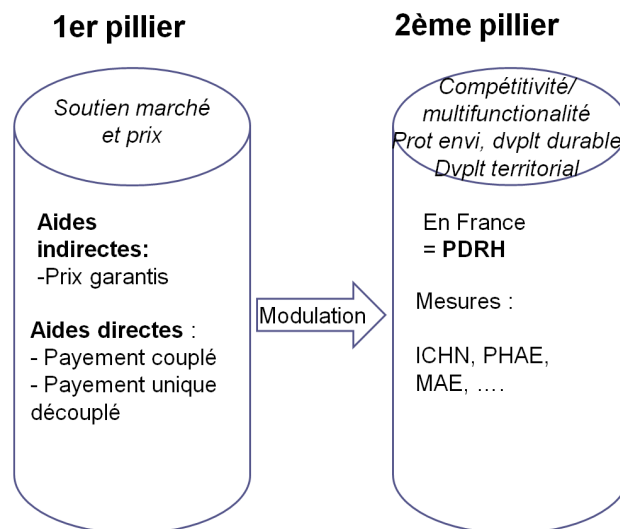 1er pillier
Soutien marché
et prix
Aides
indirectes:
-Prix garantis
Aides directes :
- Payement couplé
- Payement unique
découplé
Modulation
2ème pillier
Compétitivité/
multifunctionalité
Prot envi, dvplt durable
Dvplt territorial
En France
= PDRH
Mesures :
ICHN, PHAE,
MAE, ....